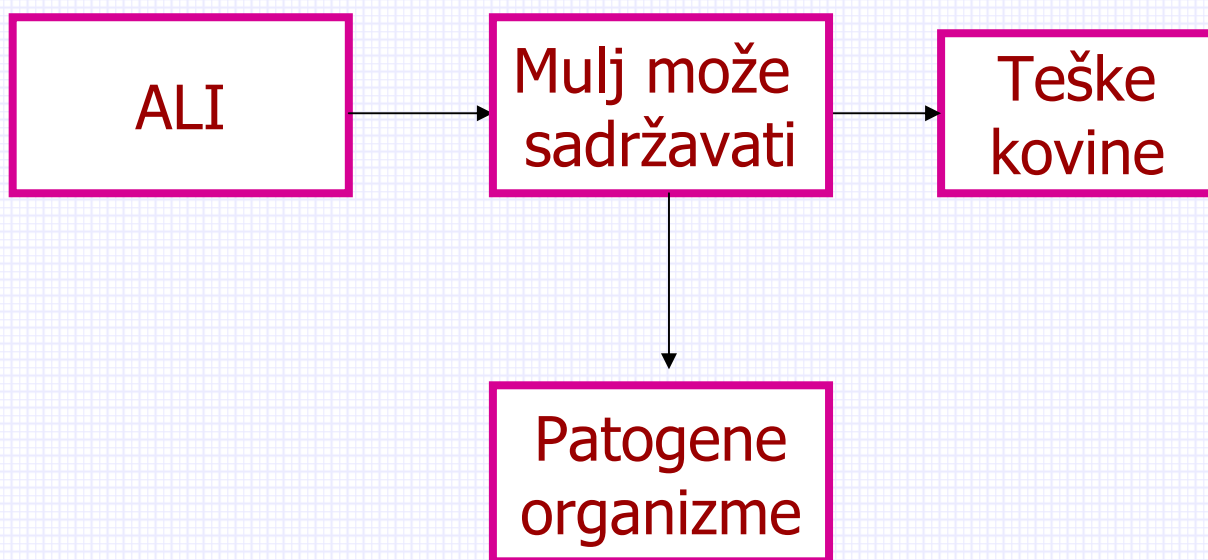 ALI
Mulj može
sadržavati
Teške
kovine
Patogene
organizme